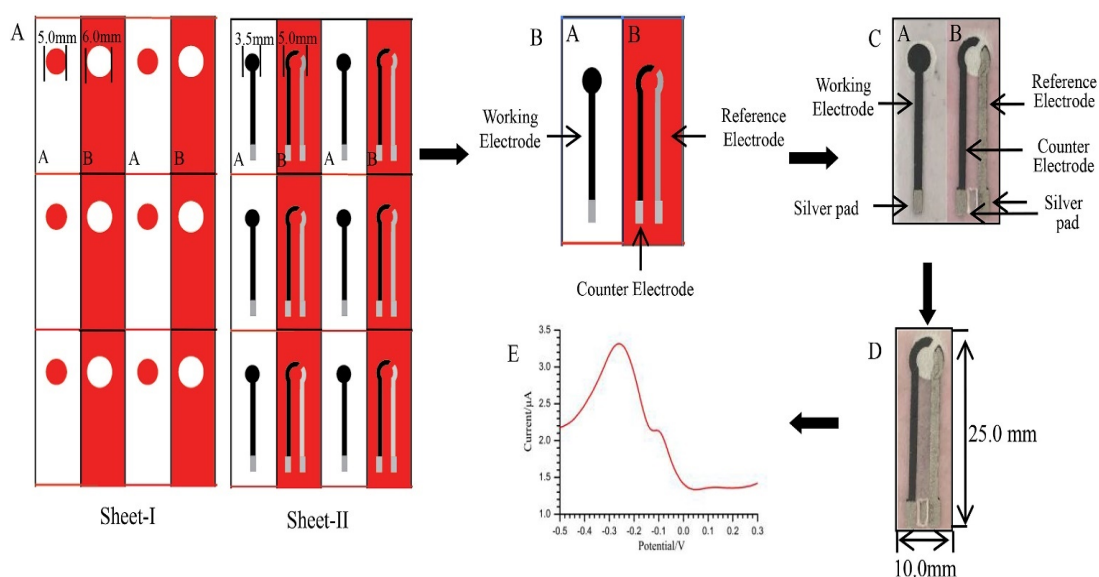 A
5.0mm
6.0mm
3.5mm
5.0mm
A
B
A
B
A
B
A
B
Sheet-I
Sheet-II
B
A
B
Working
Electrode
Reference
Electrode
Counter Electrode
C
A
B
Working
Electrode
Reference
Electrode
Counter
Electrode
Silver pad
Silver
pad
D
25.0 mm
10.0mm
E
Current/μA
3.5
3.0
2.5
2.0
1.5
1.0
-0.5
-0.4
-0.3
-0.2
-0.1
0.0
0.1
0.2
0.3
Potential/V